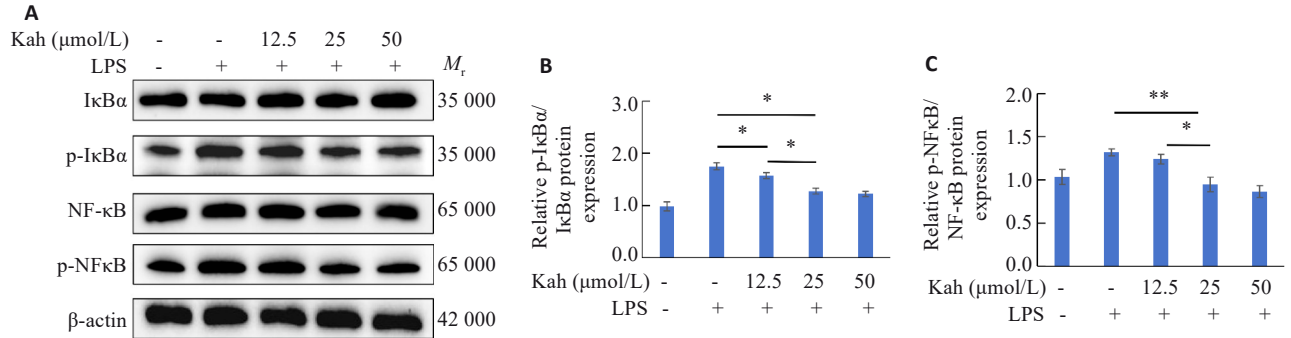 A
Kah (μmol/L) - - 12.5 25 50
LPS - + + + + Mr
IκBα 35 000
p-IκBα 35 000
NF-κB 65 000
p-NFκB 65 000
β-actin 42 000
B
Relative p-IκBα/
IκBα protein
expression
3.0
2.0
1.0
0.0
*
*
*
Kah (μmol/L) - - 12.5 25 50
LPS - + + + +
C
Relative p-NFκB/
NF-κB protein
expression
2.0
1.5
1.0
0.5
0.0
**
*
Kah (μmol/L) - - 12.5 25 50
LPS - + + + +